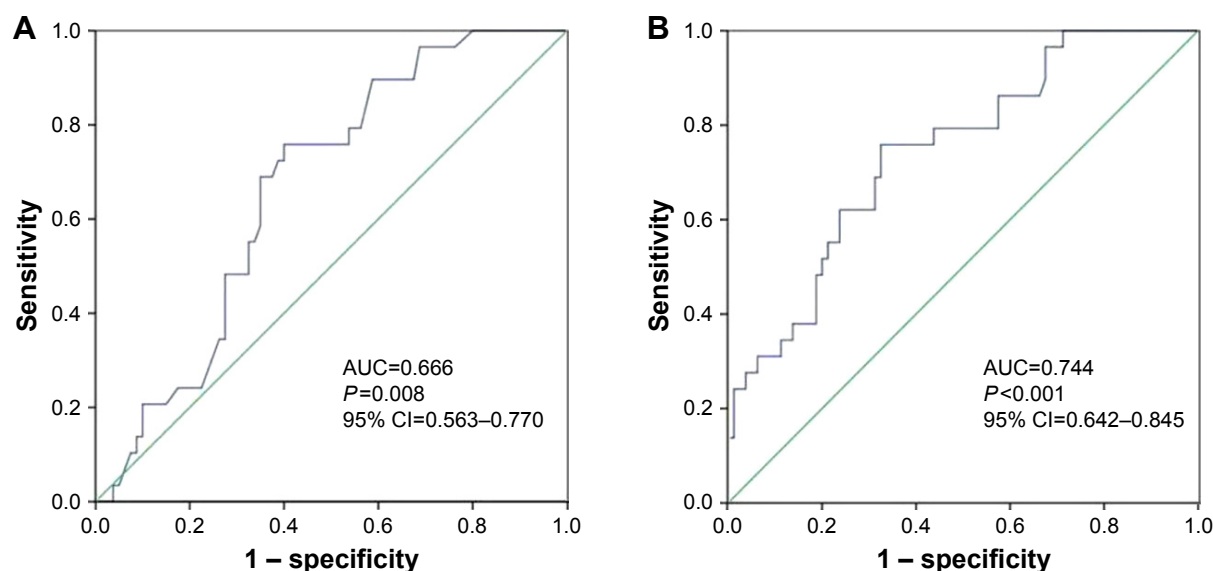 A
Sensitivity
1.0
0.8
0.6
0.4
0.2
0.0
AUC=0.666
P=0.008
95% CI=0.563–0.770
0.0 0.2 0.4 0.6 0.8 1.0
1 – specificity
B
Sensitivity
1.0
0.8
0.6
0.4
0.2
0.0
AUC=0.744
P<0.001
95% CI=0.642–0.845
0.0 0.2 0.4 0.6 0.8 1.0
1 – specificity